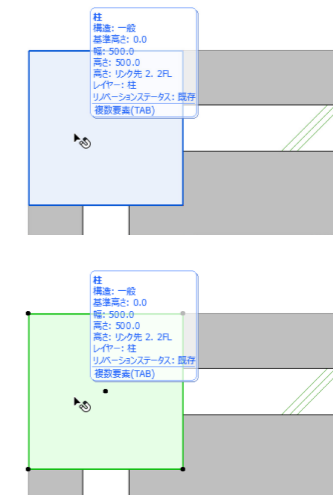 柱
構造: 一般
基準高さ: 0.0
幅: 500.0
高さ: 500.0
高さ: リンク先 2. 2FL
レイヤー: 柱
リノベーションステータス: 既存
複数要素(TAB)
柱
構造: 一般
基準高さ: 0.0
幅: 500.0
高さ: 500.0
高さ: リンク先 2. 2FL
レイヤー: 柱
リノベーションステータス: 既存
複数要素(TAB)